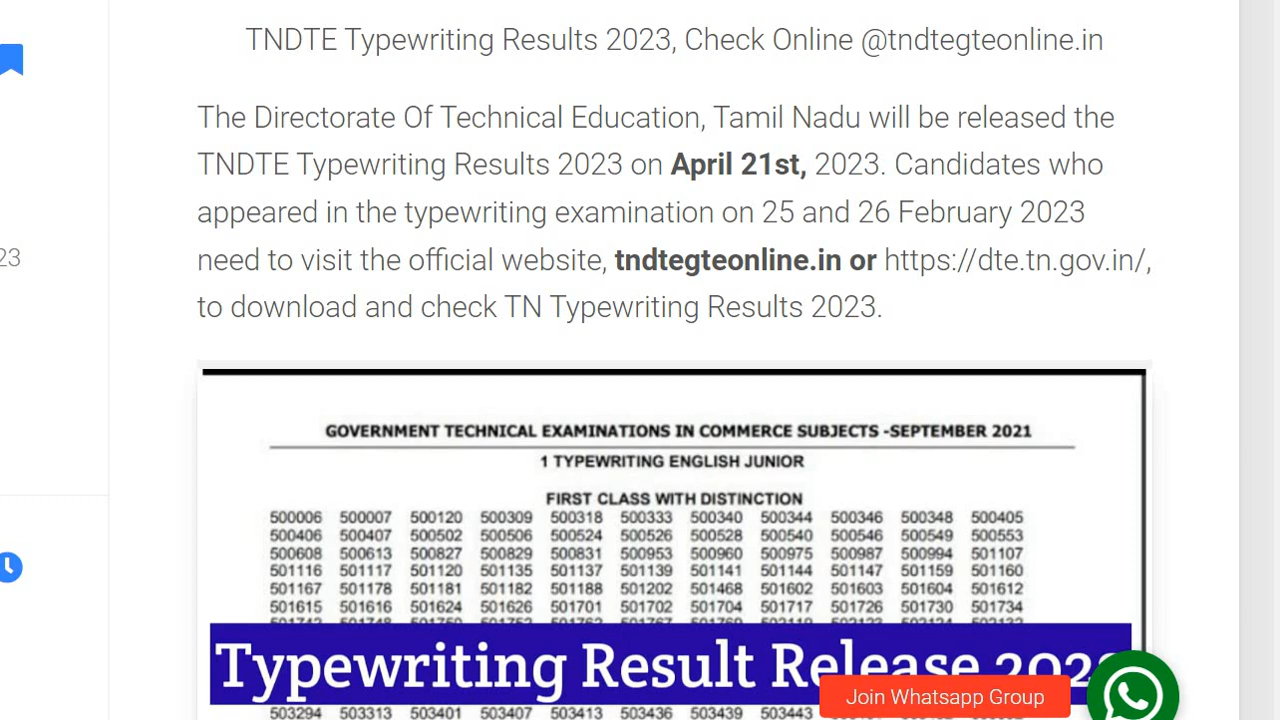 TNDTE Typewriting Results 2023, Check Online @tndtegteonline.in
The Directorate Of Technical Education, Tamil Nadu will be released the
TNDTE Typewriting Results 2023 on April 21st, 2023. Candidates who
appeared in the typewriting examination on 25 and 26 February 2023
need to visit the official website, tndtegteonline.in or https://dte.tn.gov.in/,
to download and check TN Typewriting Results 2023.
23
GOVERNMENT TECHNICAL EXAMINATIONS IN COMMERCE SUBJECTS -SEPTEMBER 2021
1 TYPEWRITING ENGLISH JUNIOR
FIRST CLASS WITH DISTINCTION
500006 500007 500120 500309 500318 500333 500340 500344 500346 500348 500405
500406 500407 500502 500506 500524 500526 500528 500540 500546 500549 500553
500608 500613 500827 500829 500831 500953 500960 500975 500987 500994 501107
501116 501117 501120 501135 501137 501139 501141 501144 501147 501159 501160
501167 501178 501181 501182 501188 501202 501468 501602 501603 501604 501612
501615 501616 501624 501626 501701 501702 501704 501717 501726 501730 501734
Typewriting Result Release
Join Whatsapp Group
503294 503313 503401 503407 503413 503436 503439 503443